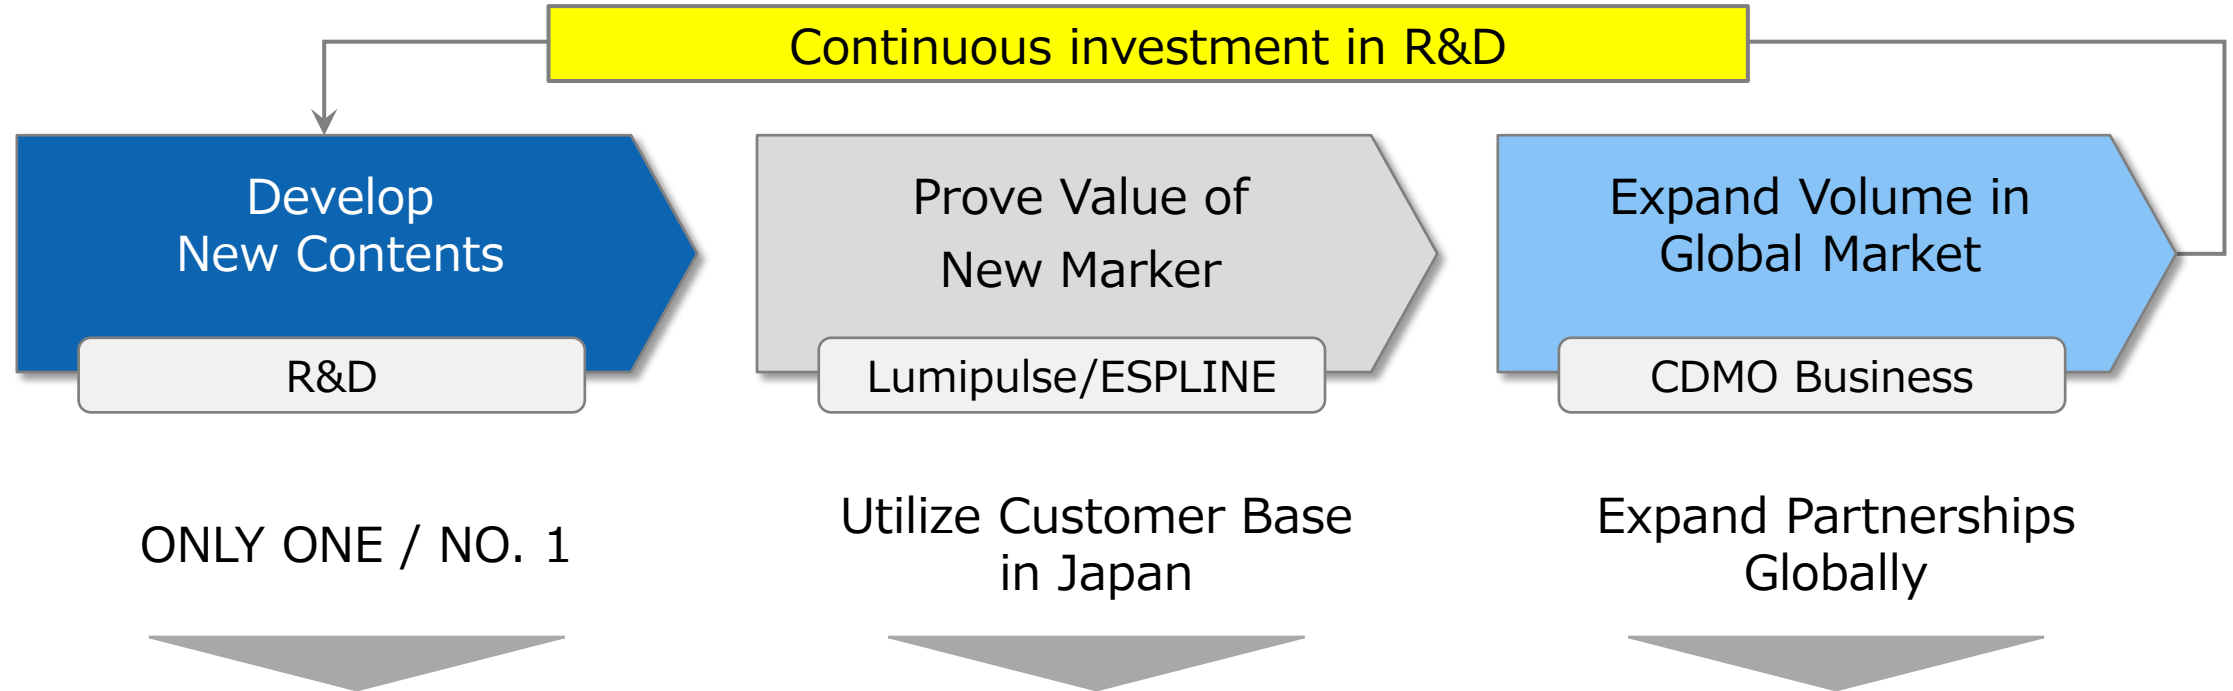 Continuous investment in R&D
Develop
New Contents
R&D
Prove Value of
New Marker
Lumipulse/ESPLINE
Expand Volume in
Global Market
CDMO Business
ONLY ONE / NO. 1
Utilize Customer Base
in Japan
Expand Partnerships
Globally